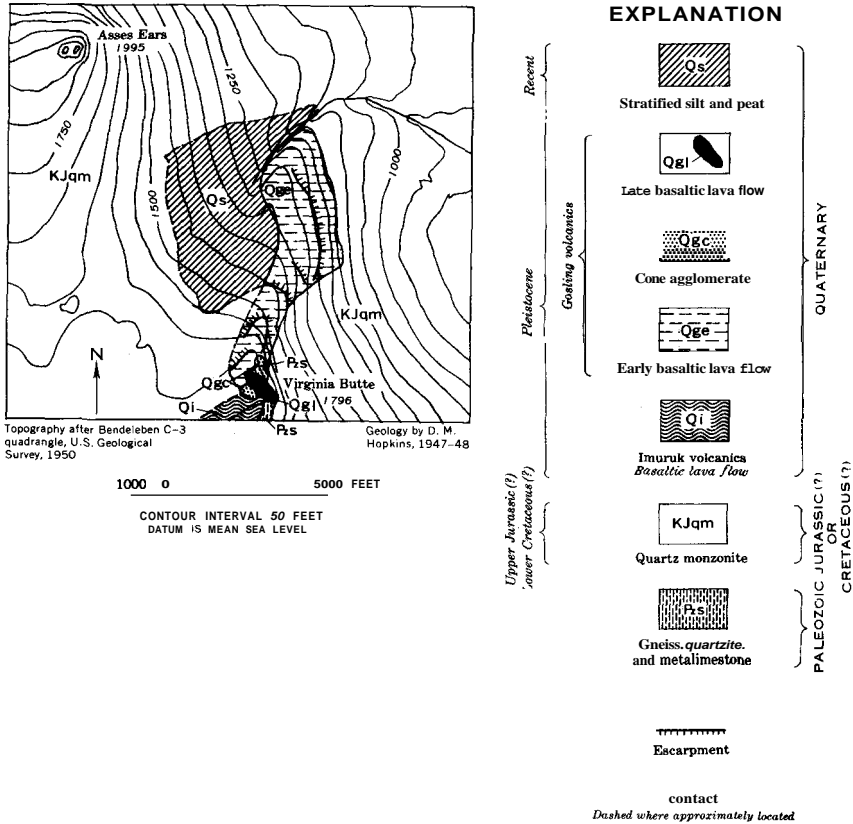 Asses Ears
1995
1250
1750
KJqm
1500
1000
Qs
Qge
KJqm
N
Pzs
Qgc
Virginia Butte
1796
Qgl
Qi
Pzs
Topography after Bendeleben C-3
quadrangle, U.S. Geological
Survey, 1950
Geology by D. M.
Hopkins, 1947-48
1000 0 5000 FEET
CONTOUR INTERVAL 50 FEET
DATUM IS MEAN SEA LEVEL
EXPLANATION
Qs
Stratified silt and peat
Qgl
Late basaltic lava flow
Qgc
Cone agglomerate
Qge
Early basaltic lava flow
Qi
Imuruk volcanics
Basaltic lava flow
KJqm
Quartz monzonite
Pzs
Gneiss. quartzite.
and metalimestone
Escarpment
contact
Dashed where approximately located
Recent
Pleistocene
Gosling volcanics
QUATERNARY
Upper Jurassic (?)
ower Cretaceous (?)
JURASSIC (?)
OR
CRETACEOUS (?)
PALEOZOIC